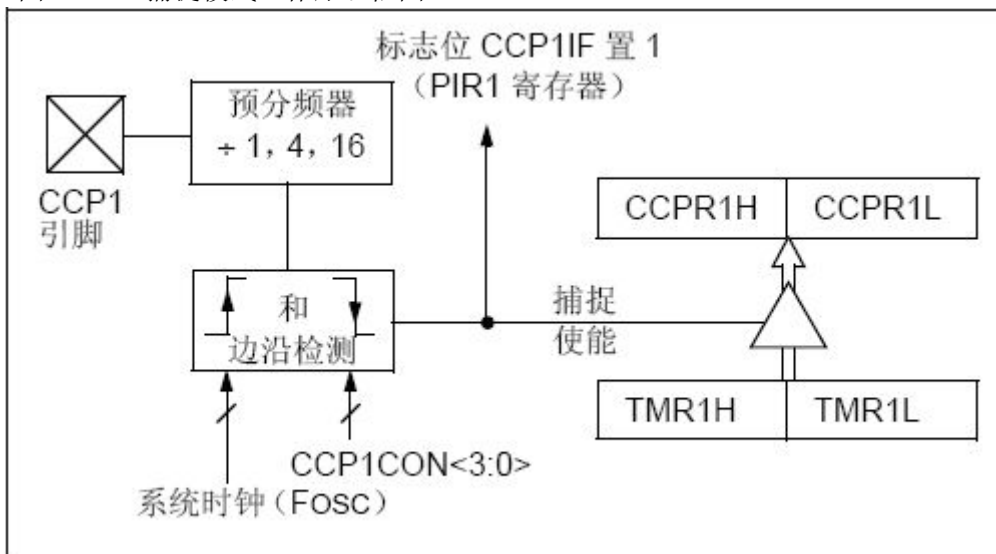 标志位 CCP1IF 置 1
（PIR1 寄存器）
预分频器
÷ 1，4，16
CCP1
引脚
CCPR1H
CCPR1L
捕捉
使能
和
边沿检测
TMR1H
TMR1L
CCP1CON<3:0>
系统时钟（FOSC）